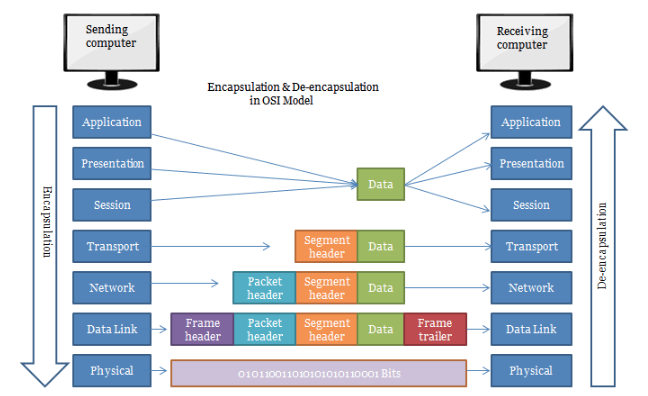 Sending
computer
Receiving
computer
Encapsulation & De-encapsulation
in OSI Model
Application
Application
Presentation
Presentation
Data
Session
Session
Encapsulation
De-encapsulation
Transport
Segment
header
Data
Transport
Network
Packet
header
Segment
header
Data
Network
Data Link
Frame
header
Packet
header
Segment
header
Data
Frame
trailer
Data Link
Physical
01011001101010101011 0001 Bits
Physical